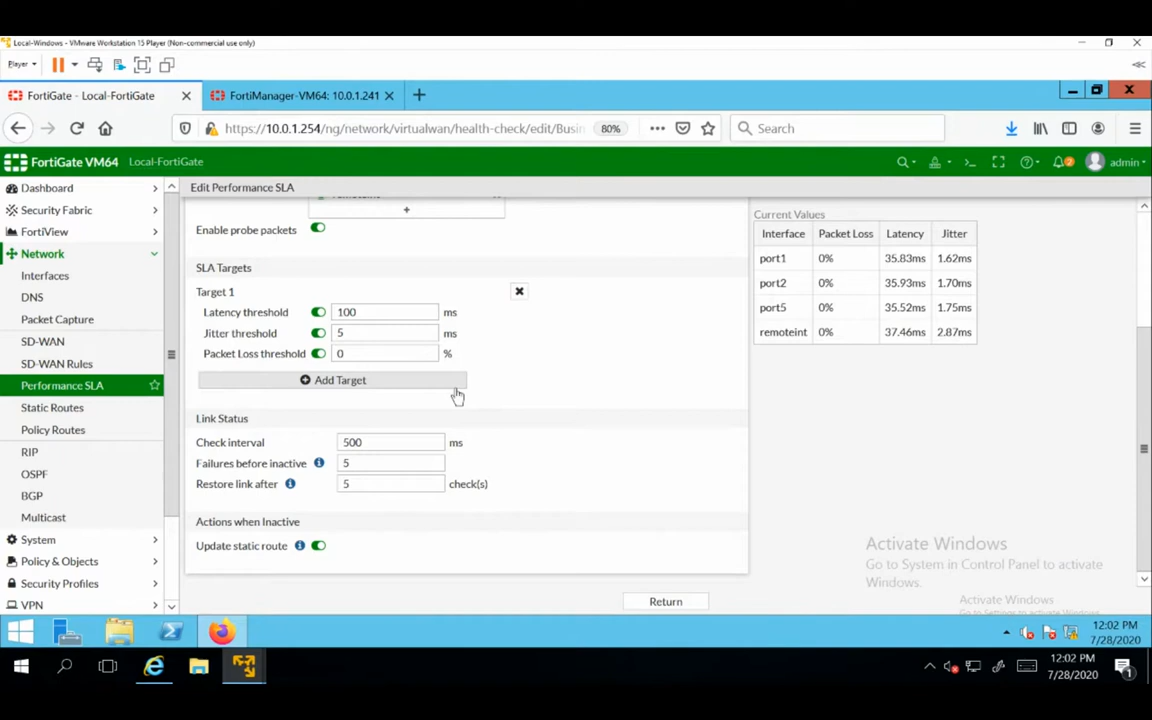 Local-Windows - VMware Workstation 15 Player (Non-commercial use only)
Player
FortiGate - Local-FortiGate
FortiManager-VM64: 10.0.1.241
https://10.0.1.254/ng/network/virtualwan/health-check/edit/Busin
80%
Search
FortiGate VM64
Local-FortiGate
2
admin
Dashboard
Security Fabric
FortiView
Network
Interfaces
DNS
Packet Capture
SD-WAN
SD-WAN Rules
Performance SLA
Static Routes
Policy Routes
RIP
OSPF
BGP
Multicast
System
Policy & Objects
Security Profiles
VPN
Edit Performance SLA
+
Enable probe packets
SLA Targets
Target 1
Latency threshold 100 ms
Jitter threshold 5 ms
Packet Loss threshold 0 %
Add Target
Link Status
Check interval 500 ms
Failures before inactive 5
Restore link after 5 check(s)
Actions when Inactive
Update static route
Return
Current Values
Interface Packet Loss Latency Jitter
port1 0% 35.83ms 1.62ms
port2 0% 35.93ms 1.70ms
port5 0% 35.52ms 1.75ms
remoteint 0% 37.46ms 2.87ms
Activate Windows
Go to System in Control Panel to activate
Windows.
Activate Windows
12:02 PM
7/28/2020
12:02 PM
7/28/2020
1